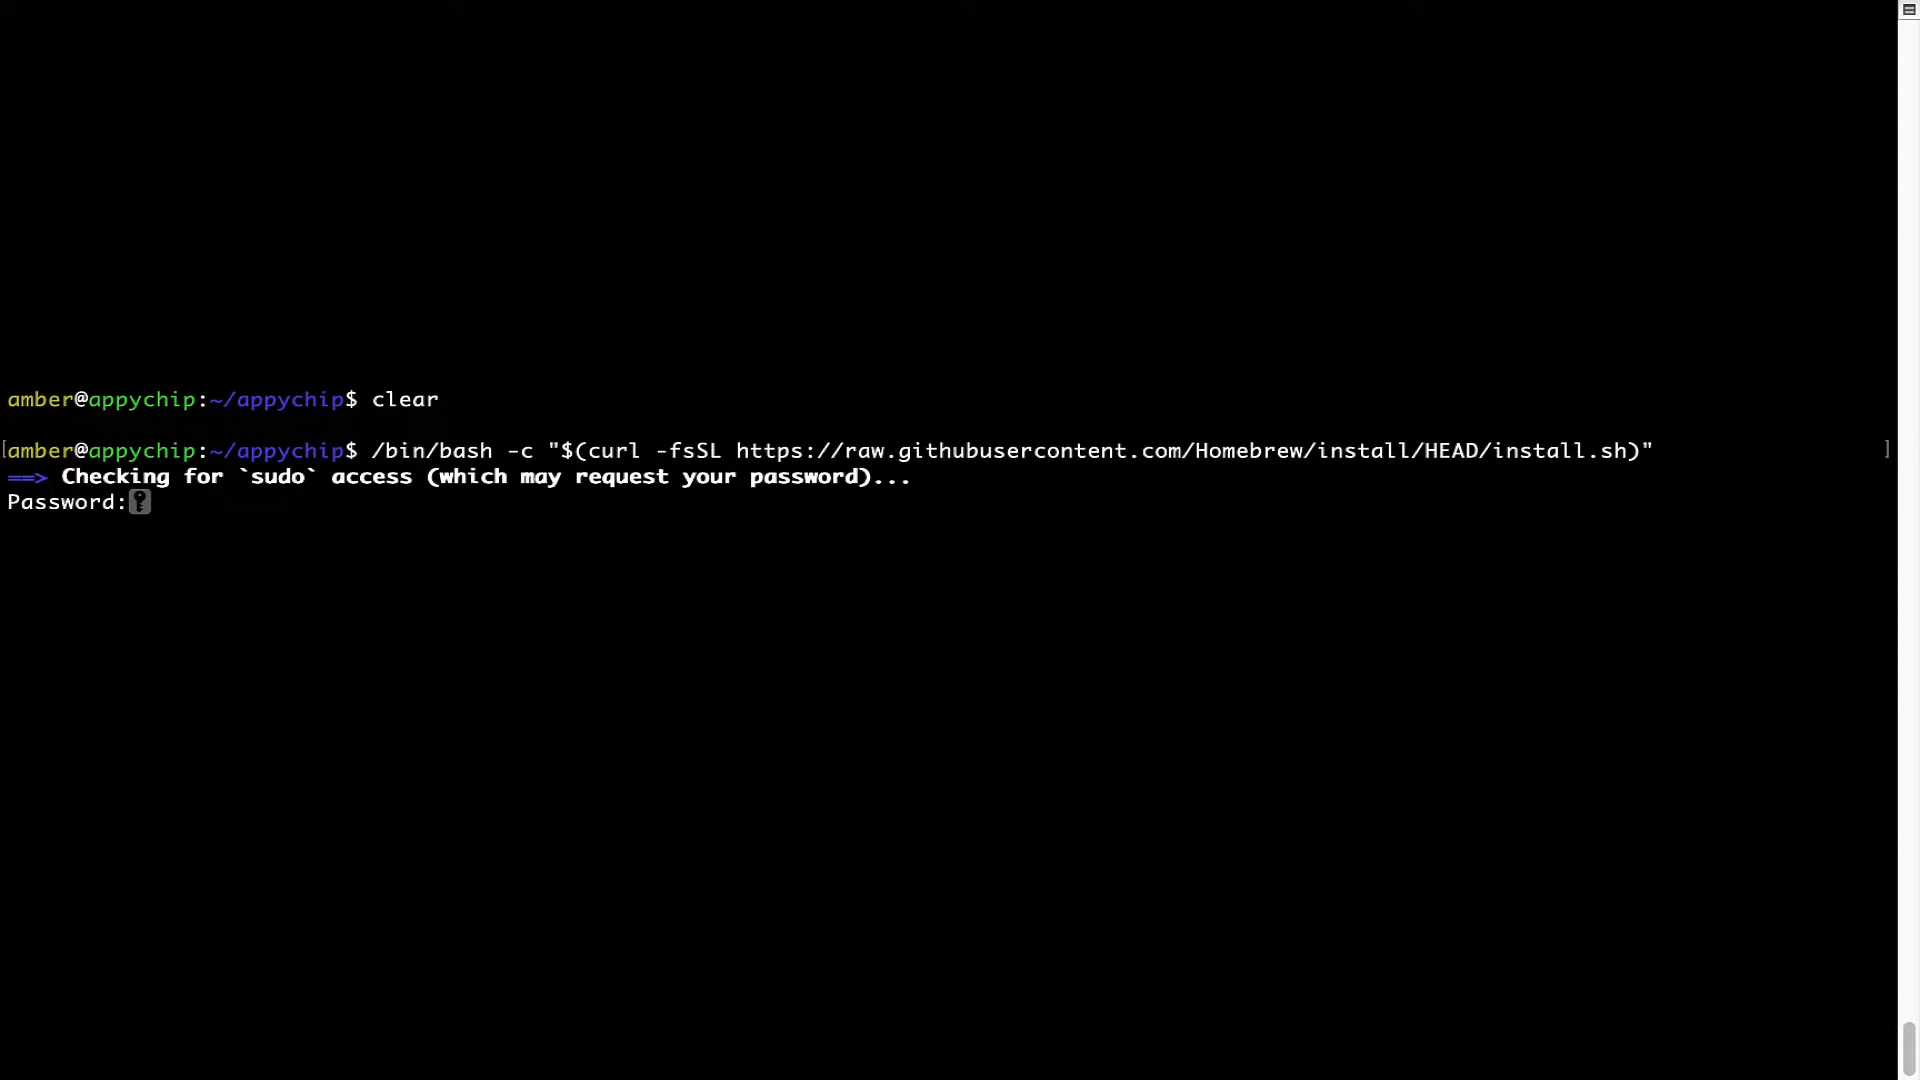 amber@appychip:~/appychip$ clear
[amber@appychip:~/appychip$ /bin/bash -c "$(curl -fsSL https://raw.githubusercontent.com/Homebrew/install/HEAD/install.sh)" ]
==> Checking for `sudo` access (which may request your password)...
Password: